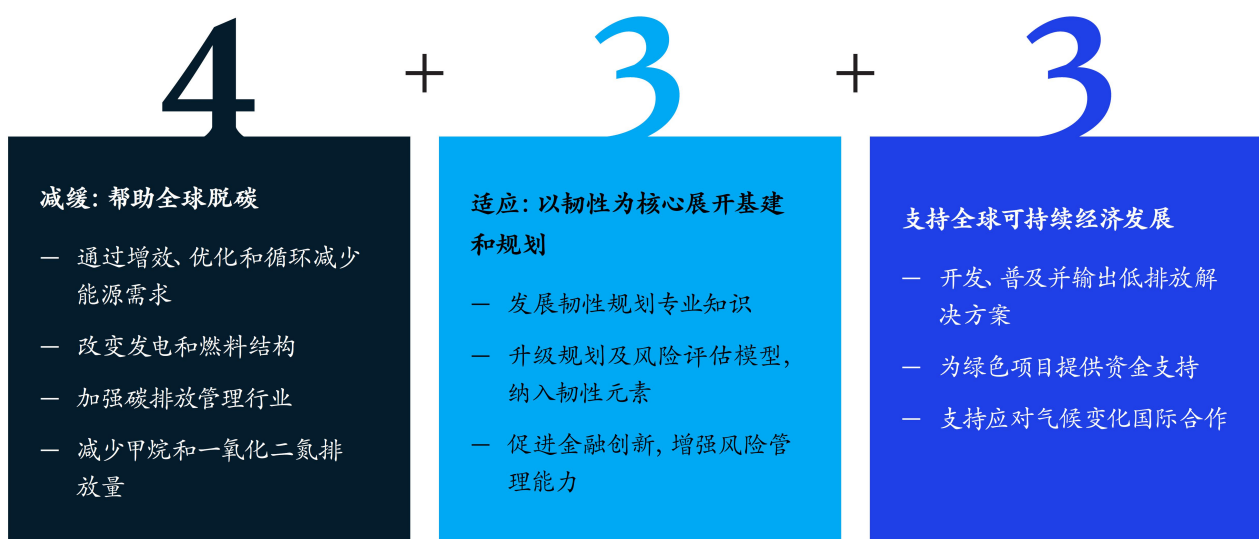 4
+
3
+
3
减缓：帮助全球脱碳
— 通过增效、优化和循环减少
能源需求
— 改变发电和燃料结构
— 加强碳排放管理行业
— 减少甲烷和一氧化二氮排
放量
适应：以韧性为核心展开基建
和规划
— 发展韧性规划专业知识
— 升级规划及风险评估模型，
纳入韧性元素
— 促进金融创新，增强风险管
理能力
支持全球可持续经济发展
— 开发、普及并输出低排放解
决方案
— 为绿色项目提供资金支持
— 支持应对气候变化国际合作